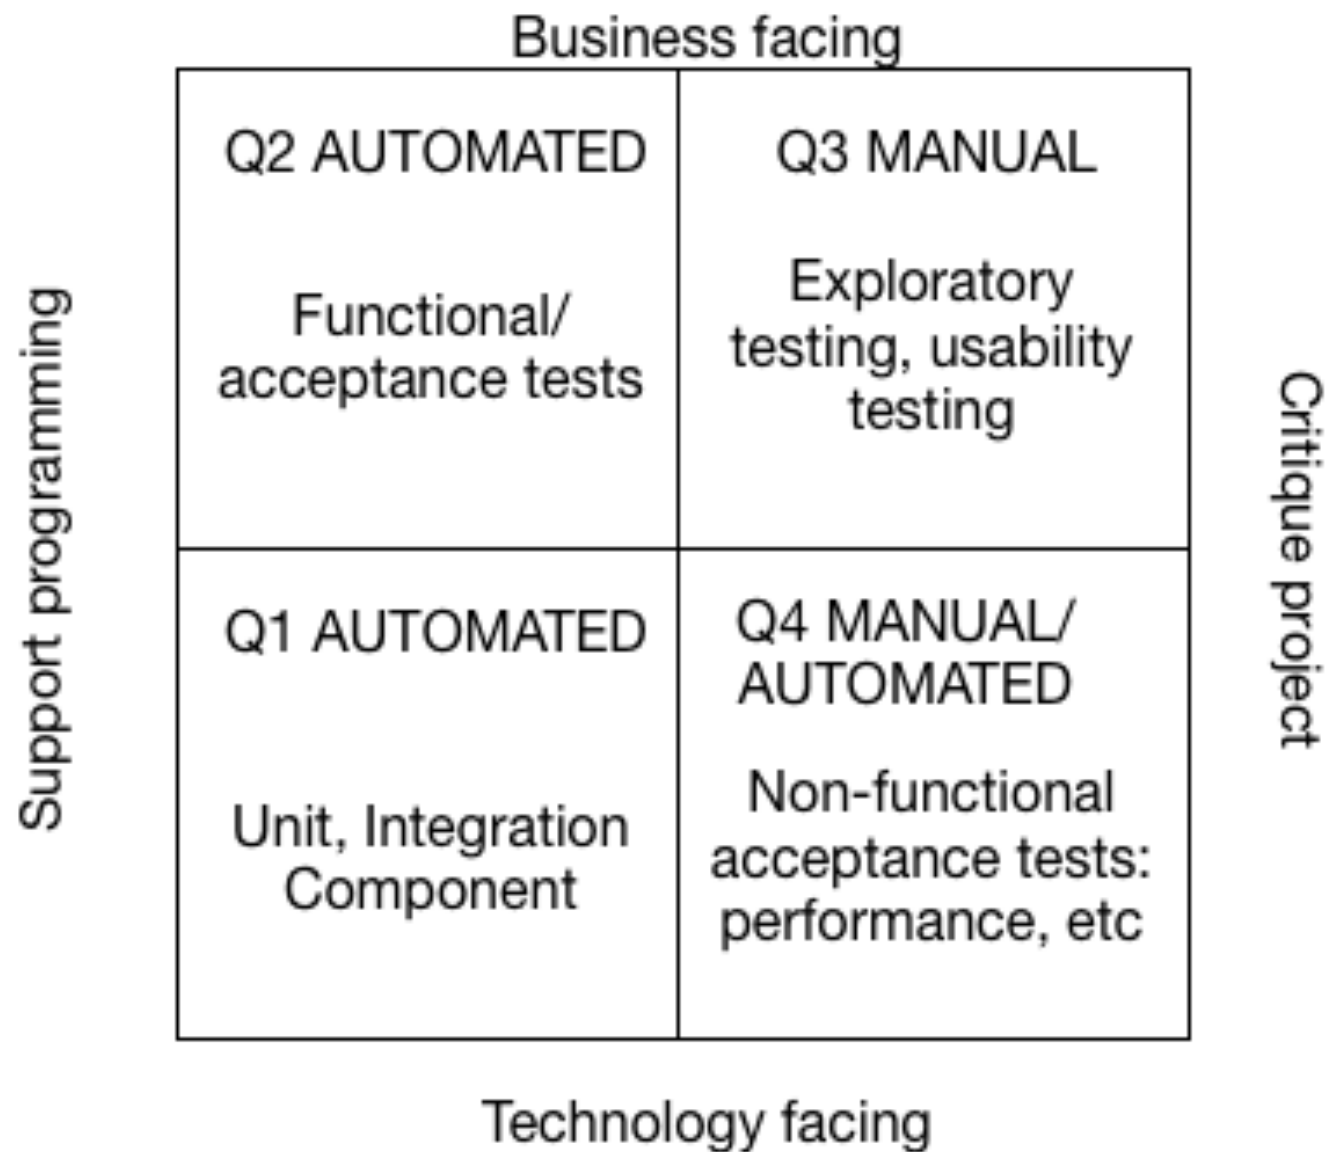 Business facing
Q2 AUTOMATED
Functional/
acceptance tests
Q3 MANUAL
Exploratory
testing, usability
testing
Support programming
Critique project
Q1 AUTOMATED
Unit, Integration
Component
Q4 MANUAL/
AUTOMATED
Non-functional
acceptance tests:
performance, etc
Technology facing